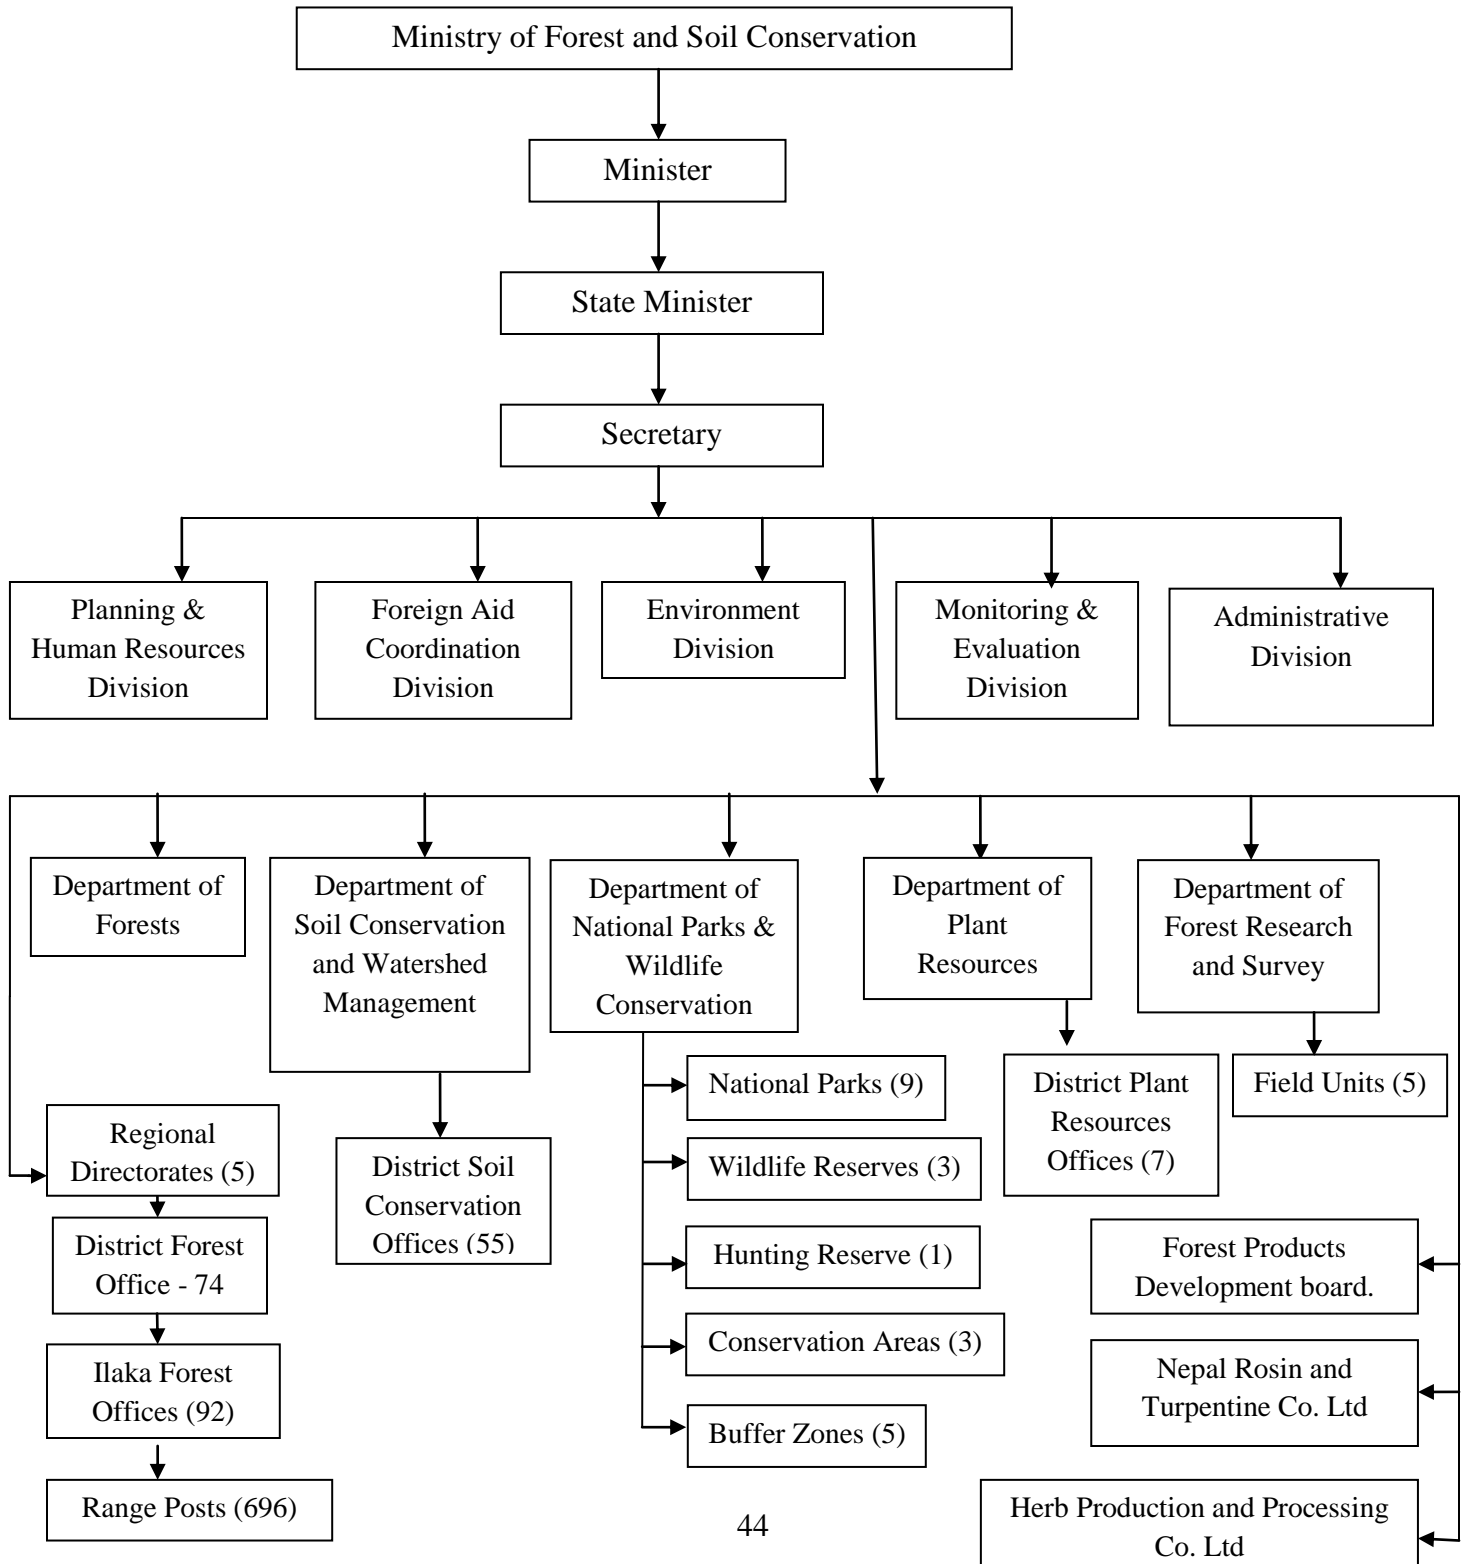 Ministry of Forest and Soil Conservation
Minister
State Minister
Secretary
Planning &
Human Resources
Division
Foreign Aid
Coordination
Division
Environment
Division
Monitoring &
Evaluation
Division
Administrative
Division
Department of
Forests
Department of
Soil Conservation
and Watershed
Management
Department of
National Parks &
Wildlife
Conservation
Department of
Plant
Resources
Department of
Forest Research
and Survey
Regional
Directorates (5)
District Forest
Office - 74
Ilaka Forest
Offices (92)
Range Posts (696)
District Soil
Conservation
Offices (55)
National Parks (9)
Wildlife Reserves (3)
Hunting Reserve (1)
Conservation Areas (3)
Buffer Zones (5)
District Plant
Resources
Offices (7)
Field Units (5)
Forest Products
Development board.
Nepal Rosin and
Turpentine Co. Ltd
Herb Production and Processing
Co. Ltd
44